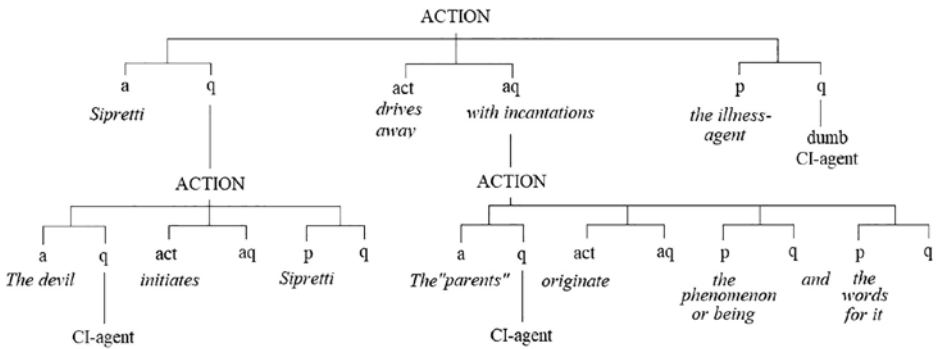 ACTION
a q act aq p q
Sipretti drives away with incantations the illness-agent
dumb CI-agent
ACTION ACTION
a q act aq p q a q act aq p q p q
The devil initiates Sipretti The"parents" originate the phenomenon or being and the words for it
CI-agent CI-agent